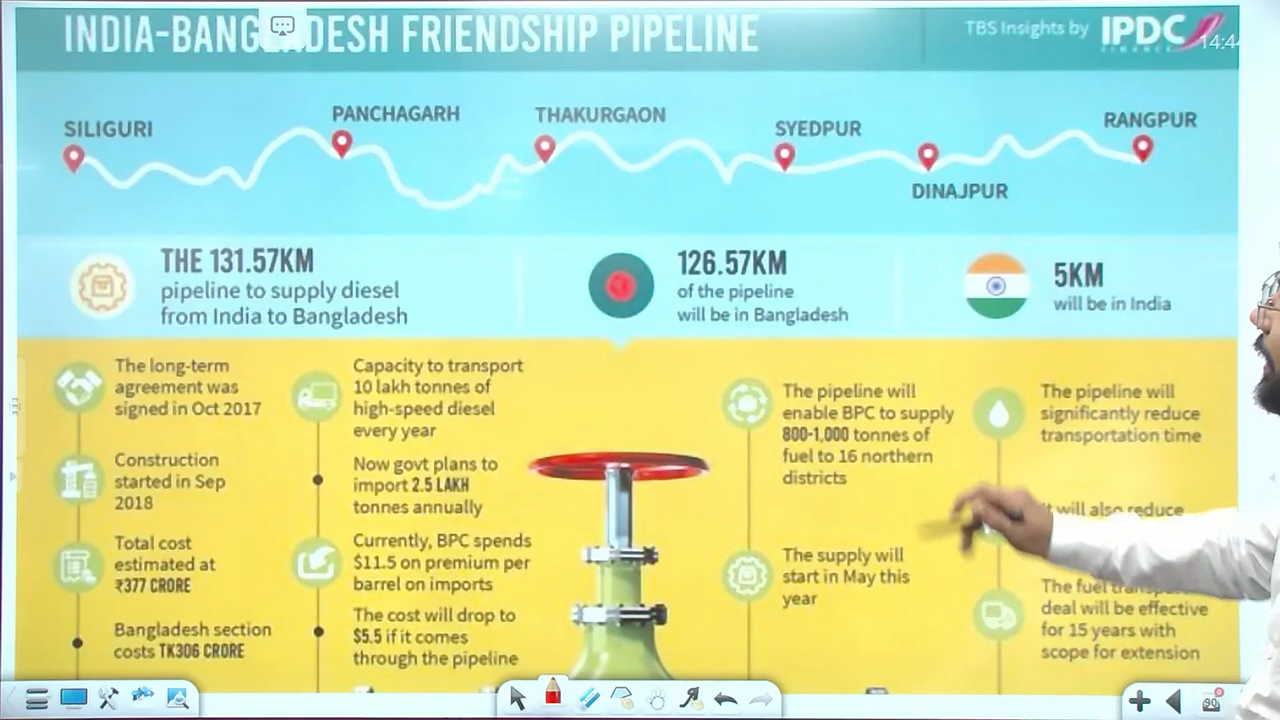 INDIA-BANGLADESH FRIENDSHIP PIPELINE
TBS Insights by IPDC
FINANCE
14:4
SILIGURI
PANCHAGARH
THAKURGAON
SYEDPUR
DINAJPUR
RANGPUR
THE 131.57KM
pipeline to supply diesel
from India to Bangladesh
126.57KM
of the pipeline
will be in Bangladesh
5KM
will be in India
The long-term
agreement was
signed in Oct 2017
Construction
started in Sep
2018
Total cost
estimated at
₹377 CRORE
Bangladesh section
costs TK306 CRORE
Capacity to transport
10 lakh tonnes of
high-speed diesel
every year
Now govt plans to
import 2.5 LAKH
tonnes annually
Currently, BPC spends
$11.5 on premium per
barrel on imports
The cost will drop to
$5.5 if it comes
through the pipeline
The pipeline will
enable BPC to supply
800-1,000 tonnes of
fuel to 16 northern
districts
The supply will
start in May this
year
The pipeline will
significantly reduce
transportation time
It will also reduce
The fuel transport
deal will be effective
for 15 years with
scope for extension
90